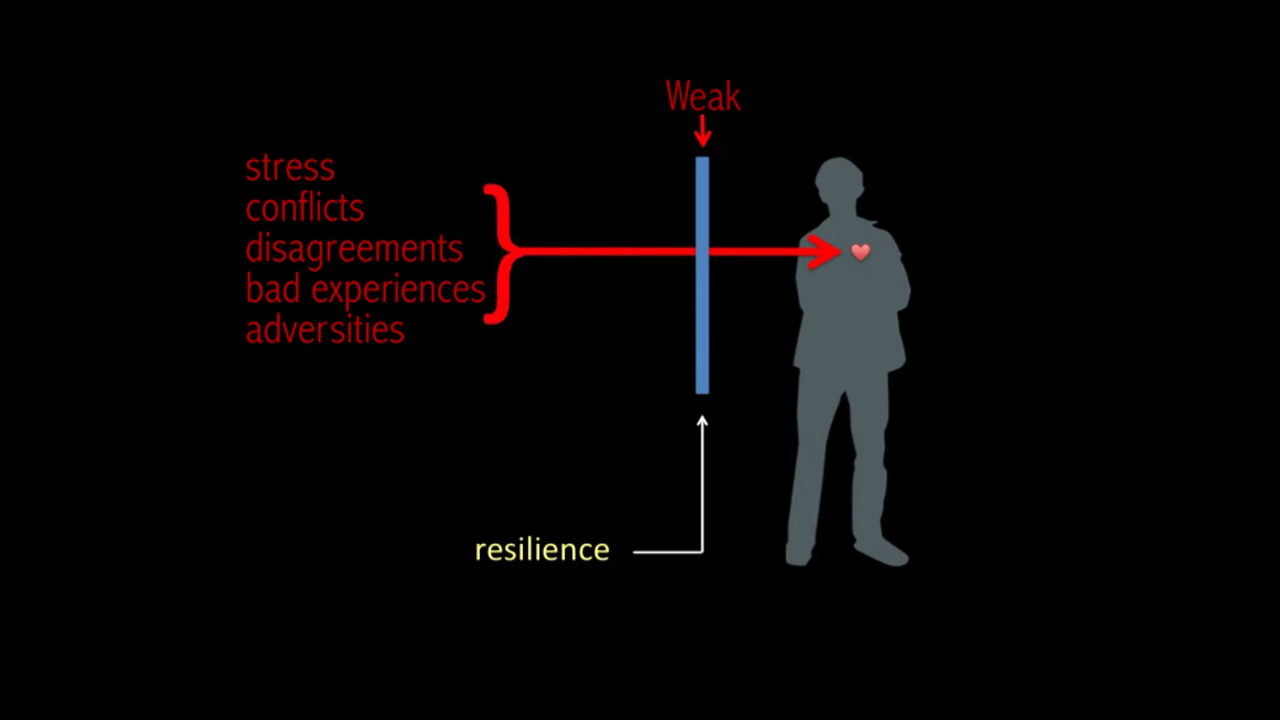 Weak
stress
conflicts
disagreements
bad experiences
adversities
resilience